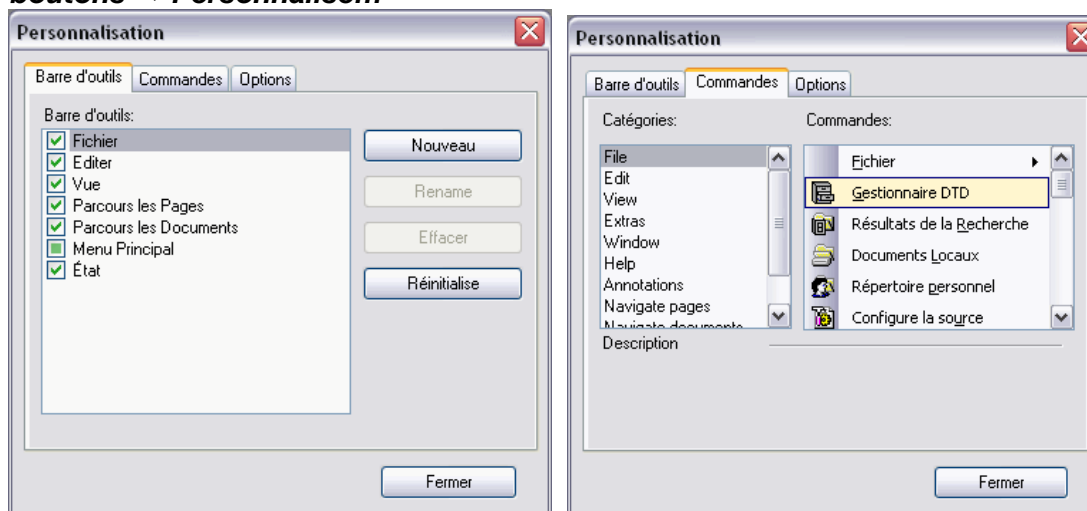 boutons → Personnalisem
Personnalisation
Barre d'outils Commandes Options
Barre d'outils:
Fichier
Editer
Vue
Parcours les Pages
Parcours les Documents
Menu Principal
État
Nouveau
Rename
Effacer
Réinitialise
Fermer
Personnalisation
Barre d'outils Commandes Options
Catégories:
File
Edit
View
Extras
Window
Help
Annotations
Navigate pages
Navigate documents
Commandes:
Fichier
Gestionnaire DTD
Résultats de la Recherche
Documents Locaux
Répertoire personnel
Configure la source
Description
Fermer